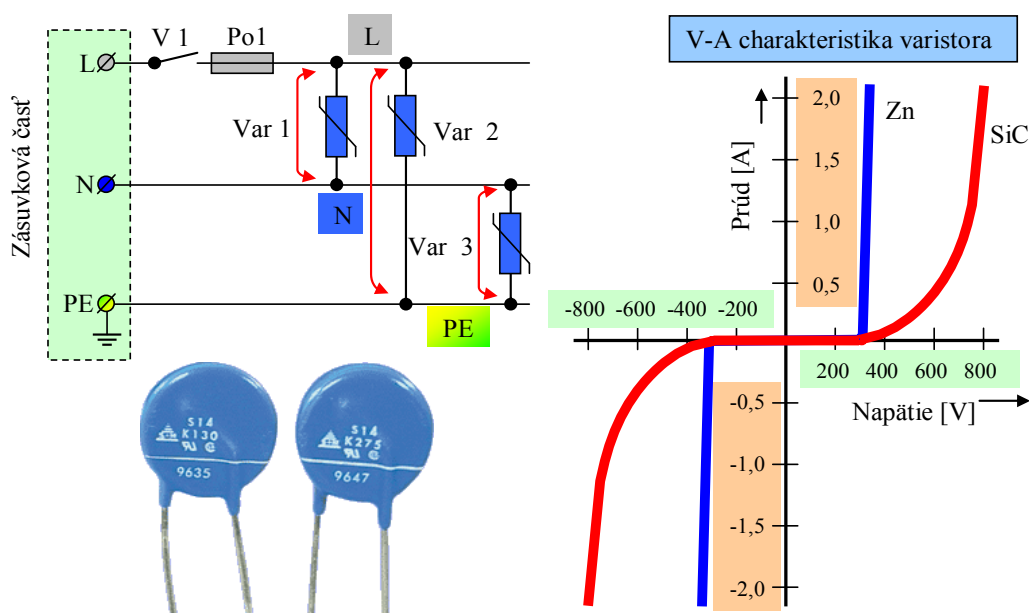 V 1
Po1
L
L
Var 1
Var 2
N
N
Var 3
PE
PE
Zásuvková časť
S14
K130
9635
S14
K275
9647
V-A charakteristika varistora
Prúd [A]
2,0
1,5
1,0
0,5
Zn
SiC
-800 -600 -400 -200
200 400 600 800
Napätie [V]
-0,5
-1,0
-1,5
-2,0